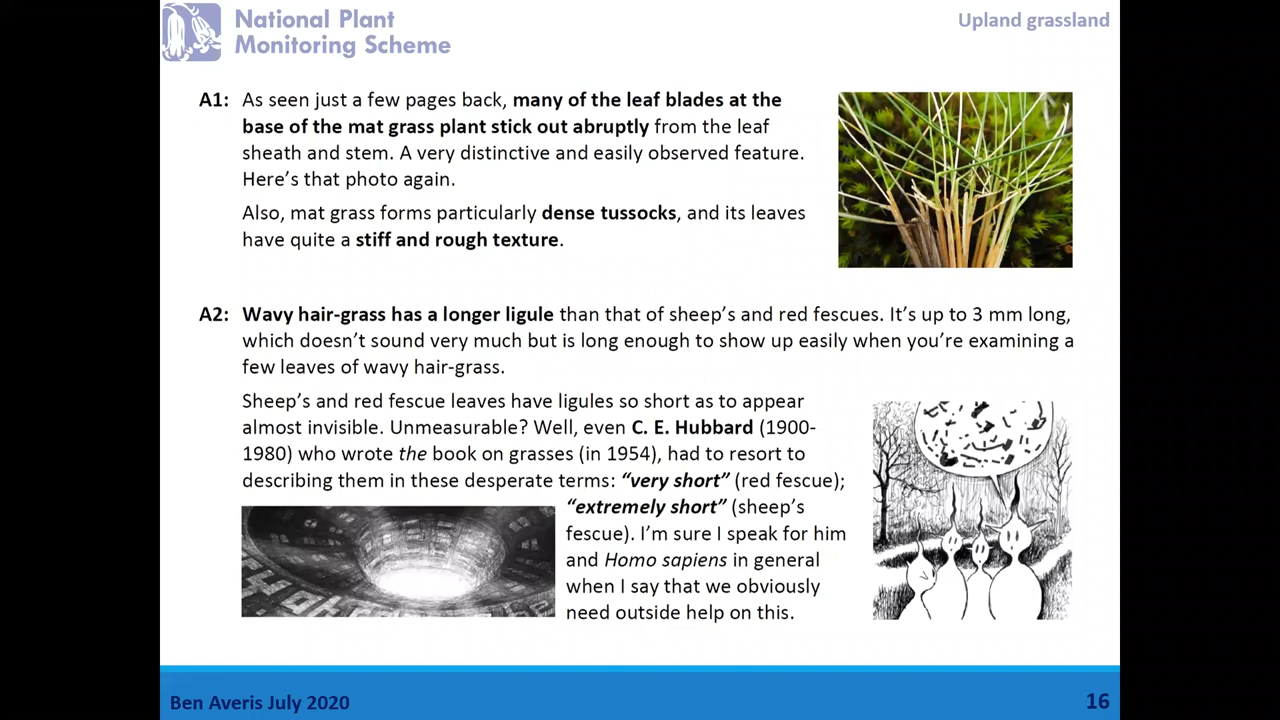 National Plant
Monitoring Scheme
Upland grassland
A1: As seen just a few pages back, many of the leaf blades at the
base of the mat grass plant stick out abruptly from the leaf
sheath and stem. A very distinctive and easily observed feature.
Here’s that photo again.
Also, mat grass forms particularly dense tussocks, and its leaves
have quite a stiff and rough texture.
A2: Wavy hair-grass has a longer ligule than that of sheep’s and red fescues. It’s up to 3 mm long,
which doesn’t sound very much but is long enough to show up easily when you’re examining a
few leaves of wavy hair-grass.
Sheep’s and red fescue leaves have ligules so short as to appear
almost invisible. Unmeasurable? Well, even C. E. Hubbard (1900-
1980) who wrote the book on grasses (in 1954), had to resort to
describing them in these desperate terms: “very short” (red fescue);
“extremely short” (sheep’s
fescue). I’m sure I speak for him
and Homo sapiens in general
when I say that we obviously
need outside help on this.
Ben Averis July 2020
16